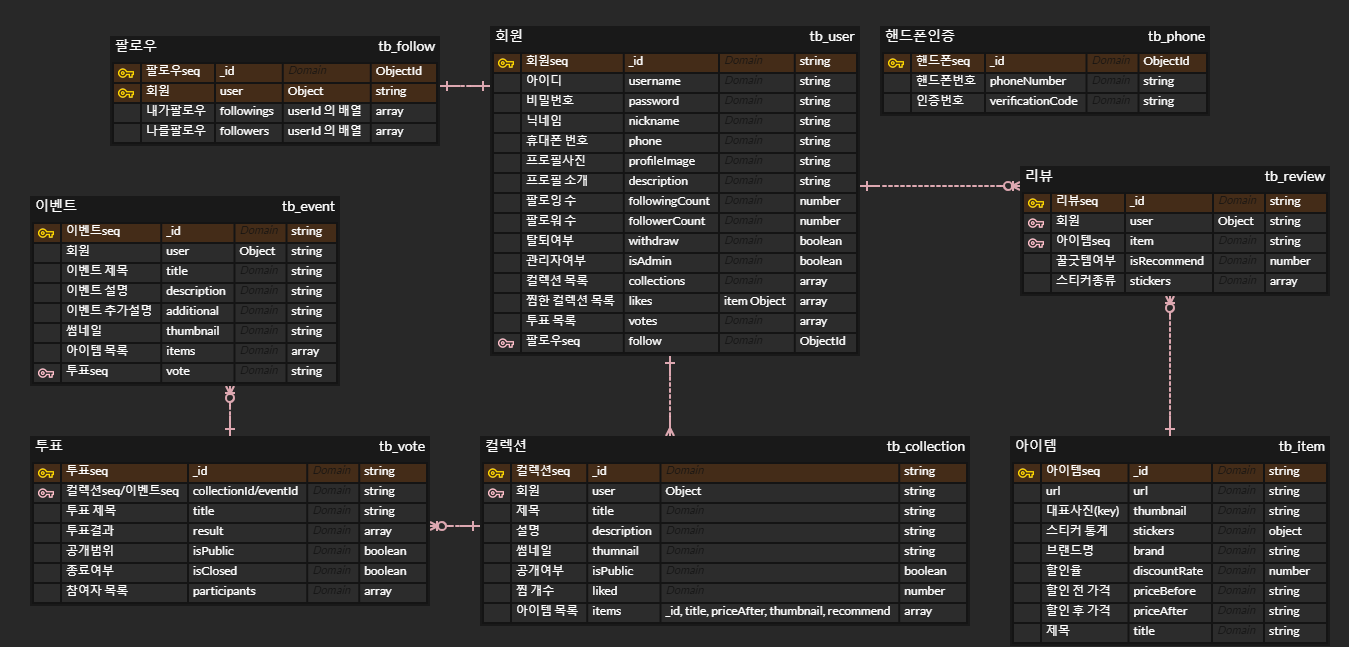 팔로우 tb_follow
팔로우seq _id Domain ObjectId
회원 user Object string
내가팔로우 followings userId 의 배열 array
나를팔로우 followers userId 의 배열 array
회원 tb_user
회원seq _id Domain string
아이디 username Domain string
비밀번호 password Domain string
닉네임 nickname Domain string
휴대폰 번호 phone Domain string
프로필사진 profileImage Domain string
프로필 소개 description Domain string
팔로잉 수 followingCount Domain number
팔로워 수 followerCount Domain number
탈퇴여부 withdraw Domain boolean
관리자여부 isAdmin Domain boolean
컬렉션 목록 collections Domain array
찜한 컬렉션 목록 likes item Object array
투표 목록 votes Domain array
팔로우seq follow Domain ObjectId
핸드폰인증 tb_phone
핸드폰seq _id Domain ObjectId
핸드폰번호 phoneNumber Domain string
인증번호 verificationCode Domain string
리뷰 tb_review
리뷰seq _id Domain string
회원 user Object string
아이템seq item Domain string
꿀굿템여부 isRecommend Domain number
스티커종류 stickers Domain array
이벤트 tb_event
이벤트seq _id Domain string
회원 user Object string
이벤트 제목 title Domain string
이벤트 설명 description Domain string
이벤트 추가설명 additional Domain string
썸네일 thumbnail Domain string
아이템 목록 items Domain array
투표seq vote Domain string
투표 tb_vote
투표seq _id Domain string
컬렉션seq/이벤트seq collectionId/eventId Domain string
투표 제목 title Domain string
투표결과 result Domain array
공개범위 isPublic Domain boolean
종료여부 isClosed Domain boolean
참여자 목록 participants Domain array
컬렉션 tb_collection
컬렉션seq _id Domain string
회원 user Object string
제목 title Domain string
설명 description Domain string
썸네일 thumnail Domain string
공개여부 isPublic Domain boolean
찜 개수 liked Domain number
아이템 목록 items _id, title, priceAfter, thumbnail, recommend array
아이템 tb_item
아이템seq _id Domain string
url url Domain string
대표사진(key) thumbnail Domain string
스티커 통계 stickers Domain object
브랜드명 brand Domain string
할인율 discountRate Domain number
할인 전 가격 priceBefore Domain string
할인 후 가격 priceAfter Domain string
제목 title Domain string